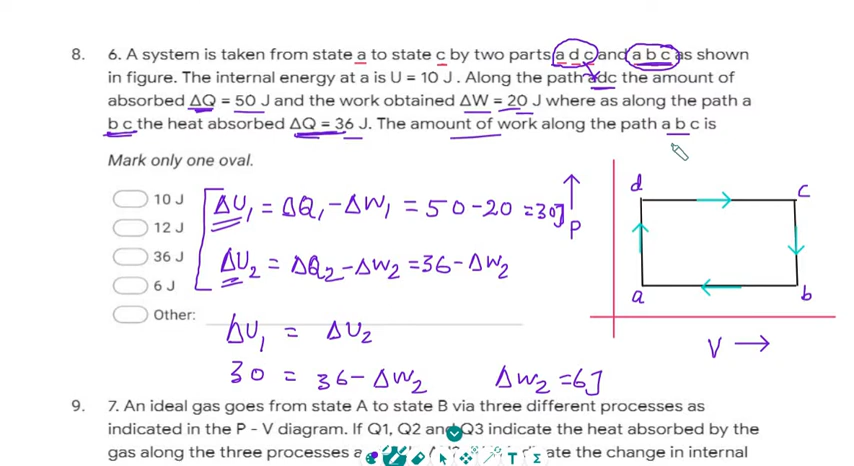 8. 6. A system is taken from state a to state c by two parts a d c and a b c as shown
in figure. The internal energy at a is U = 10 J . Along the path adc the amount of
absorbed ΔQ = 50 J and the work obtained ΔW = 20 J where as along the path a
b c the heat absorbed ΔQ = 36 J. The amount of work along the path a b c is
Mark only one oval.
10 J
12 J
36 J
6 J
Other:
ΔU₁ = ΔQ₁ - ΔW₁ = 50 - 20 = 30J
ΔU₂ = ΔQ₂ - ΔW₂ = 36 - ΔW₂
ΔU₁ = ΔU₂
30 = 36 - ΔW₂ ΔW₂ = 6J
P
d
c
a
b
V →
9. 7. An ideal gas goes from state A to state B via three different processes as
indicated in the P - V diagram. If Q1, Q2 and Q3 indicate the heat absorbed by the
gas along the three processes a ate the change in internal
T
Σ